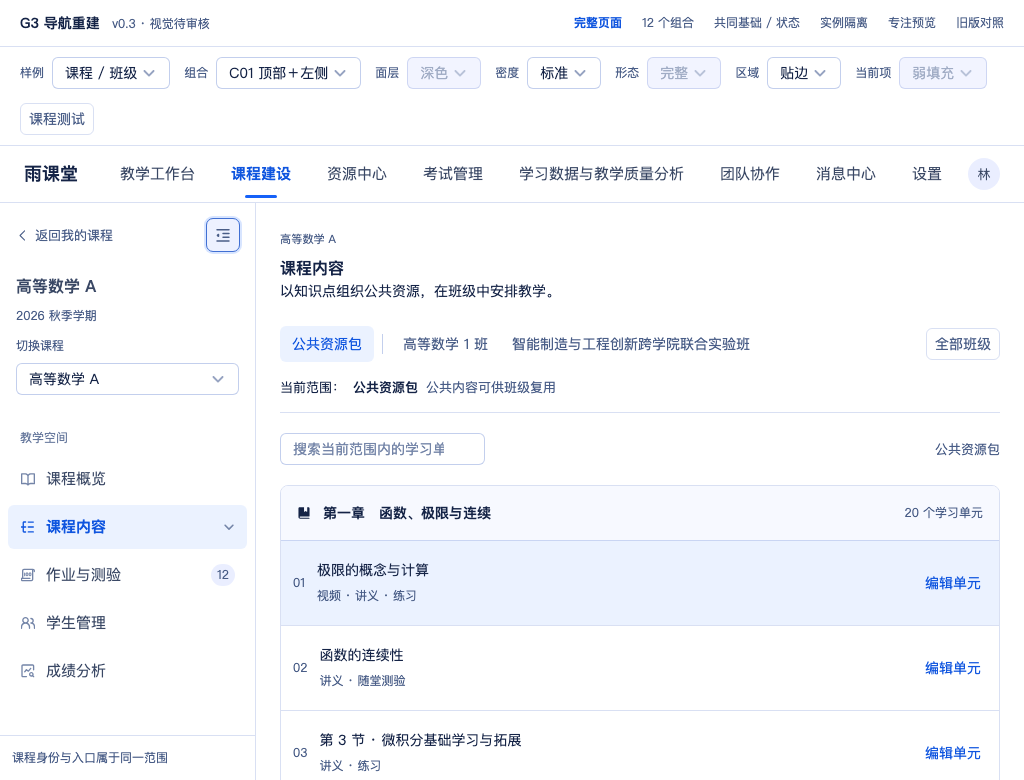 G3 导航重建 v0.3 · 视觉待审核 完整页面 12 个组合 共同基础 / 状态 实例隔离 专注预览 旧版对照
样例 课程 / 班级 组合 C01 顶部＋左侧 面层 深色 密度 标准 形态 完整 区域 贴边 当前项 弱填充
课程测试
雨课堂 教学工作台 课程建设 资源中心 考试管理 学习数据与教学质量分析 团队协作 消息中心 设置 林
返回我的课程
高等数学 A
2026 秋季学期
切换课程
高等数学 A
教学空间
课程概览
课程内容
作业与测验 12
学生管理
成绩分析
课程身份与入口属于同一范围
高等数学 A
课程内容
以知识点组织公共资源，在班级中安排教学。
公共资源包 高等数学 1 班 智能制造与工程创新跨学院联合实验班 全部班级
当前范围： 公共资源包 公共内容可供班级复用
搜索当前范围内的学习单 公共资源包
第一章 函数、极限与连续 20 个学习单元
01 极限的概念与计算 编辑单元
视频 · 讲义 · 练习
02 函数的连续性 编辑单元
讲义 · 随堂测验
03 第 3 节 · 微积分基础学习与拓展 编辑单元
讲义 · 练习